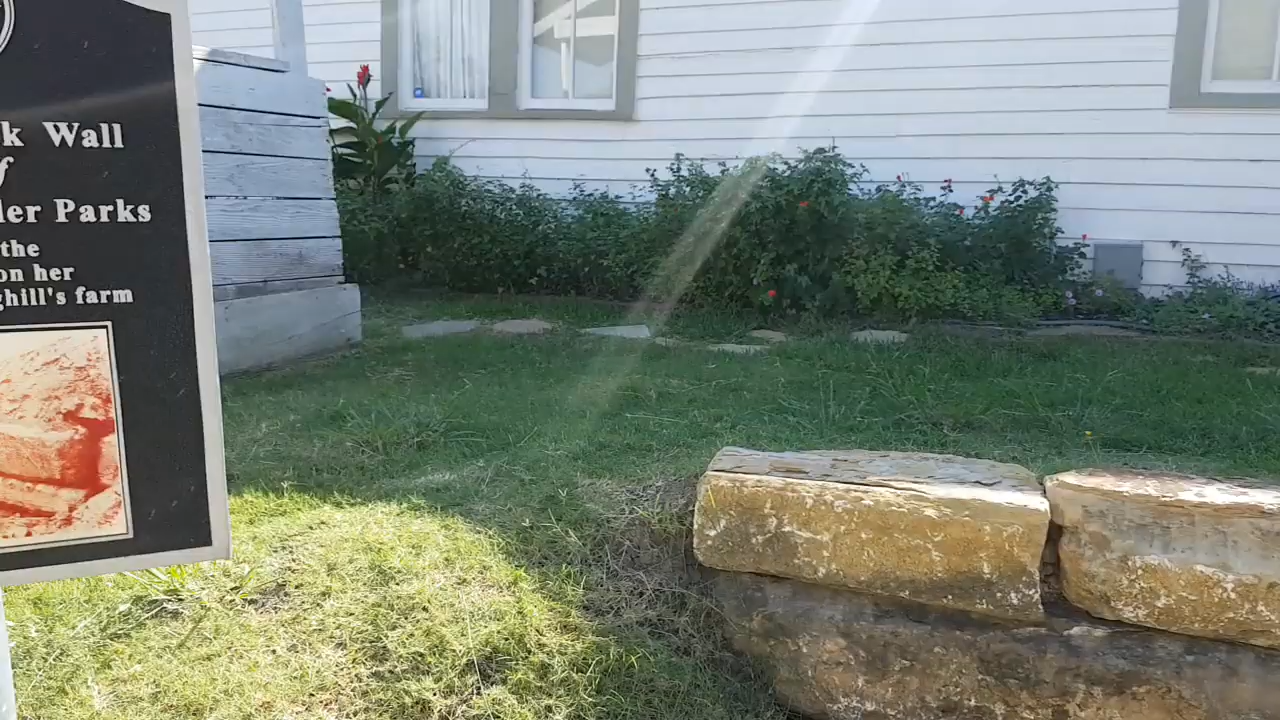 k Wall
f
ler Parks
the
on her
ghill's farm